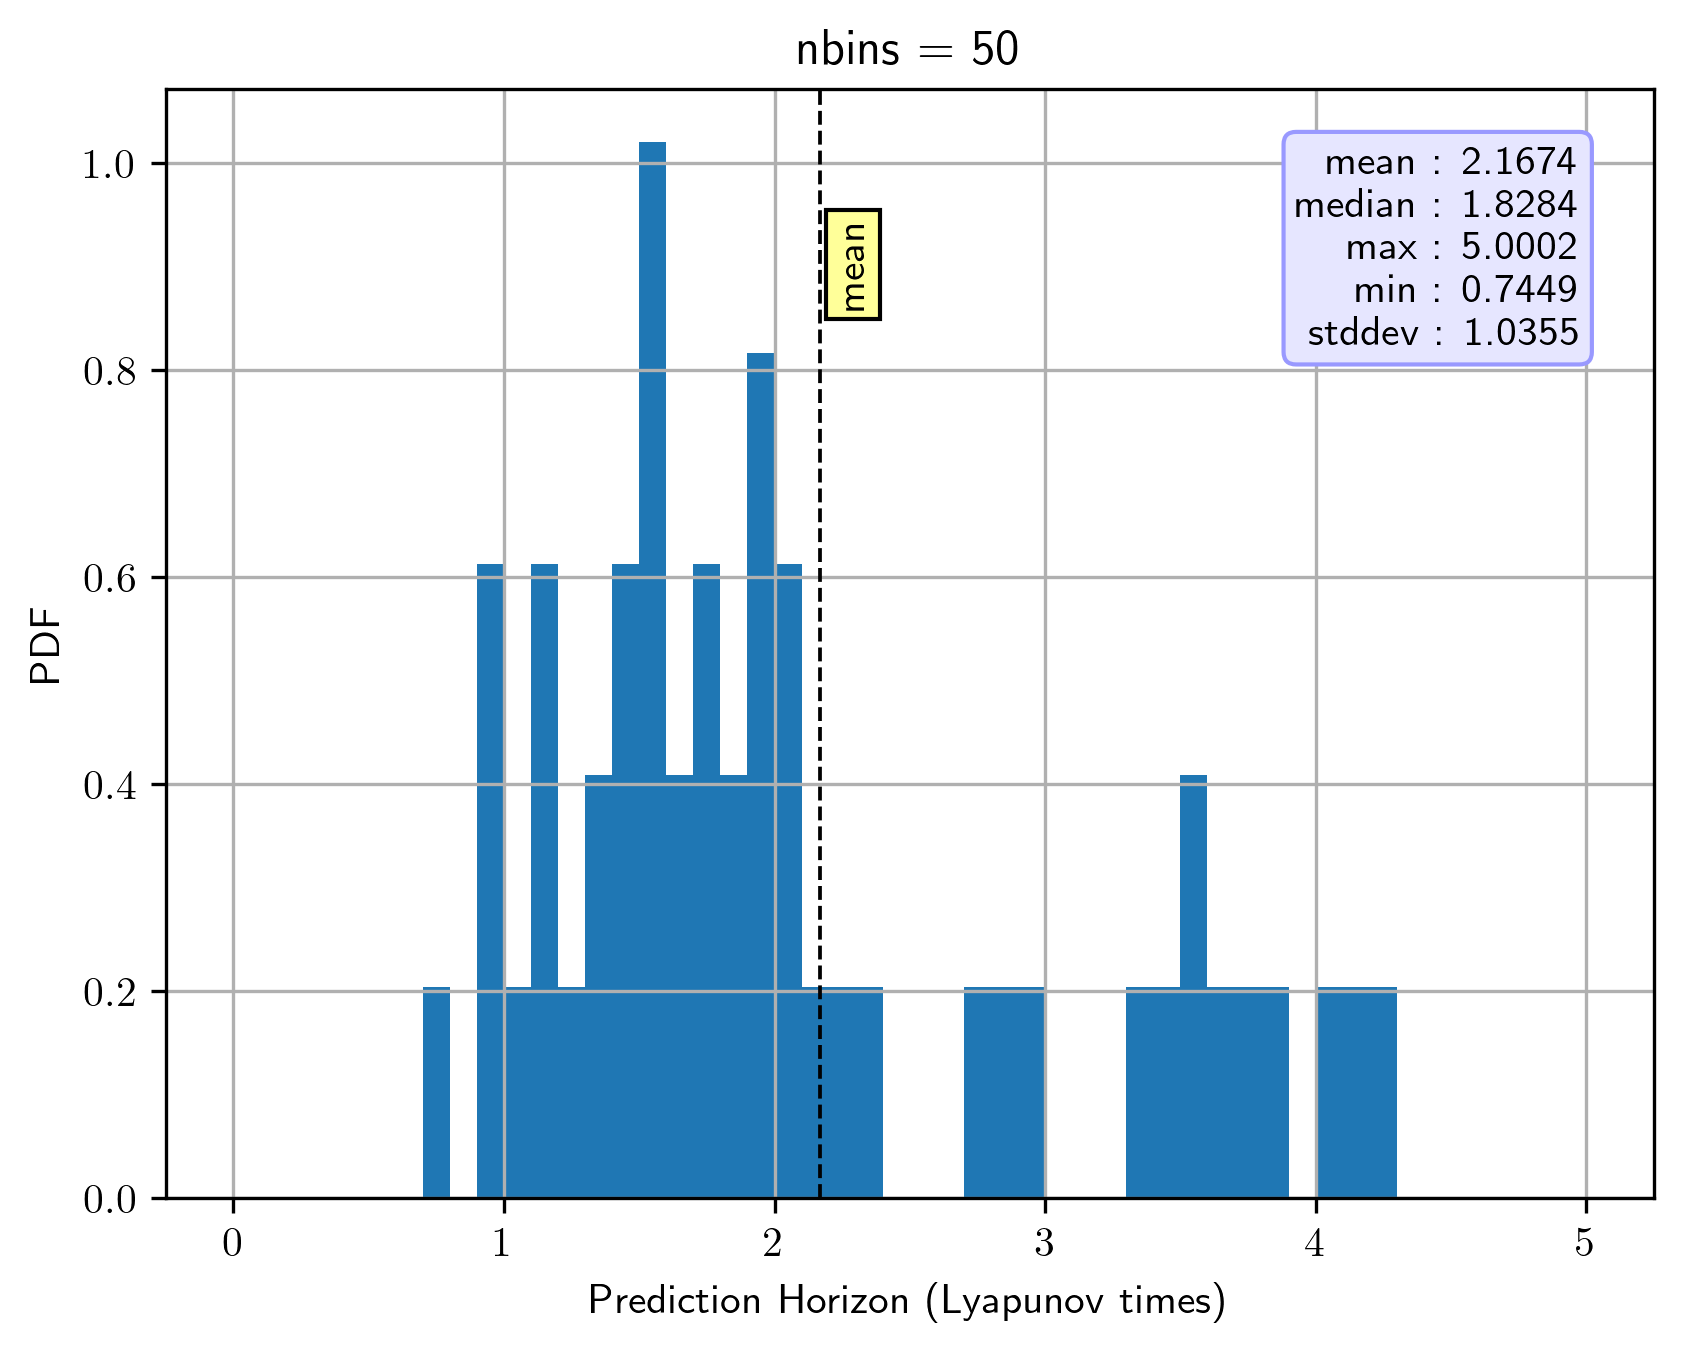 nbins = 50
mean : 2.1674
median : 1.8284
max : 5.0002
min : 0.7449
stddev : 1.0355
mean
1.0
0.8
0.6
0.4
0.2
0.0
PDF
0 1 2 3 4 5
Prediction Horizon (Lyapunov times)